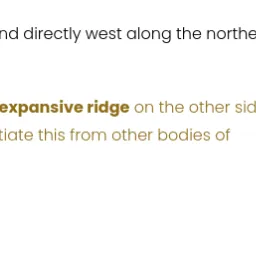 nd directly west along the northe
expansive ridge on the other sid
tiate this from other bodies of